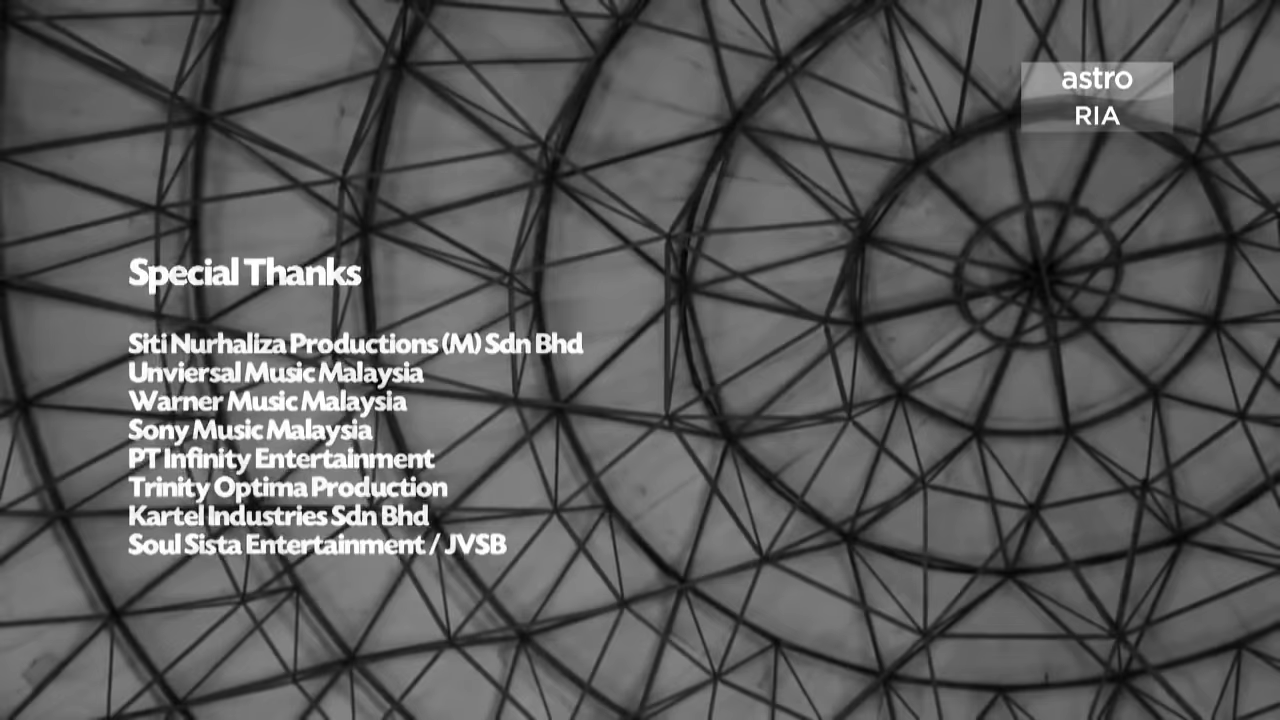 astro
RIA
Special Thanks
Siti Nurhaliza Productions (M) Sdn Bhd
Unviersal Music Malaysia
Warner Music Malaysia
Sony Music Malaysia
PT Infinity Entertainment
Trinity Optima Production
Kartel Industries Sdn Bhd
Soul Sista Entertainment / JVSB